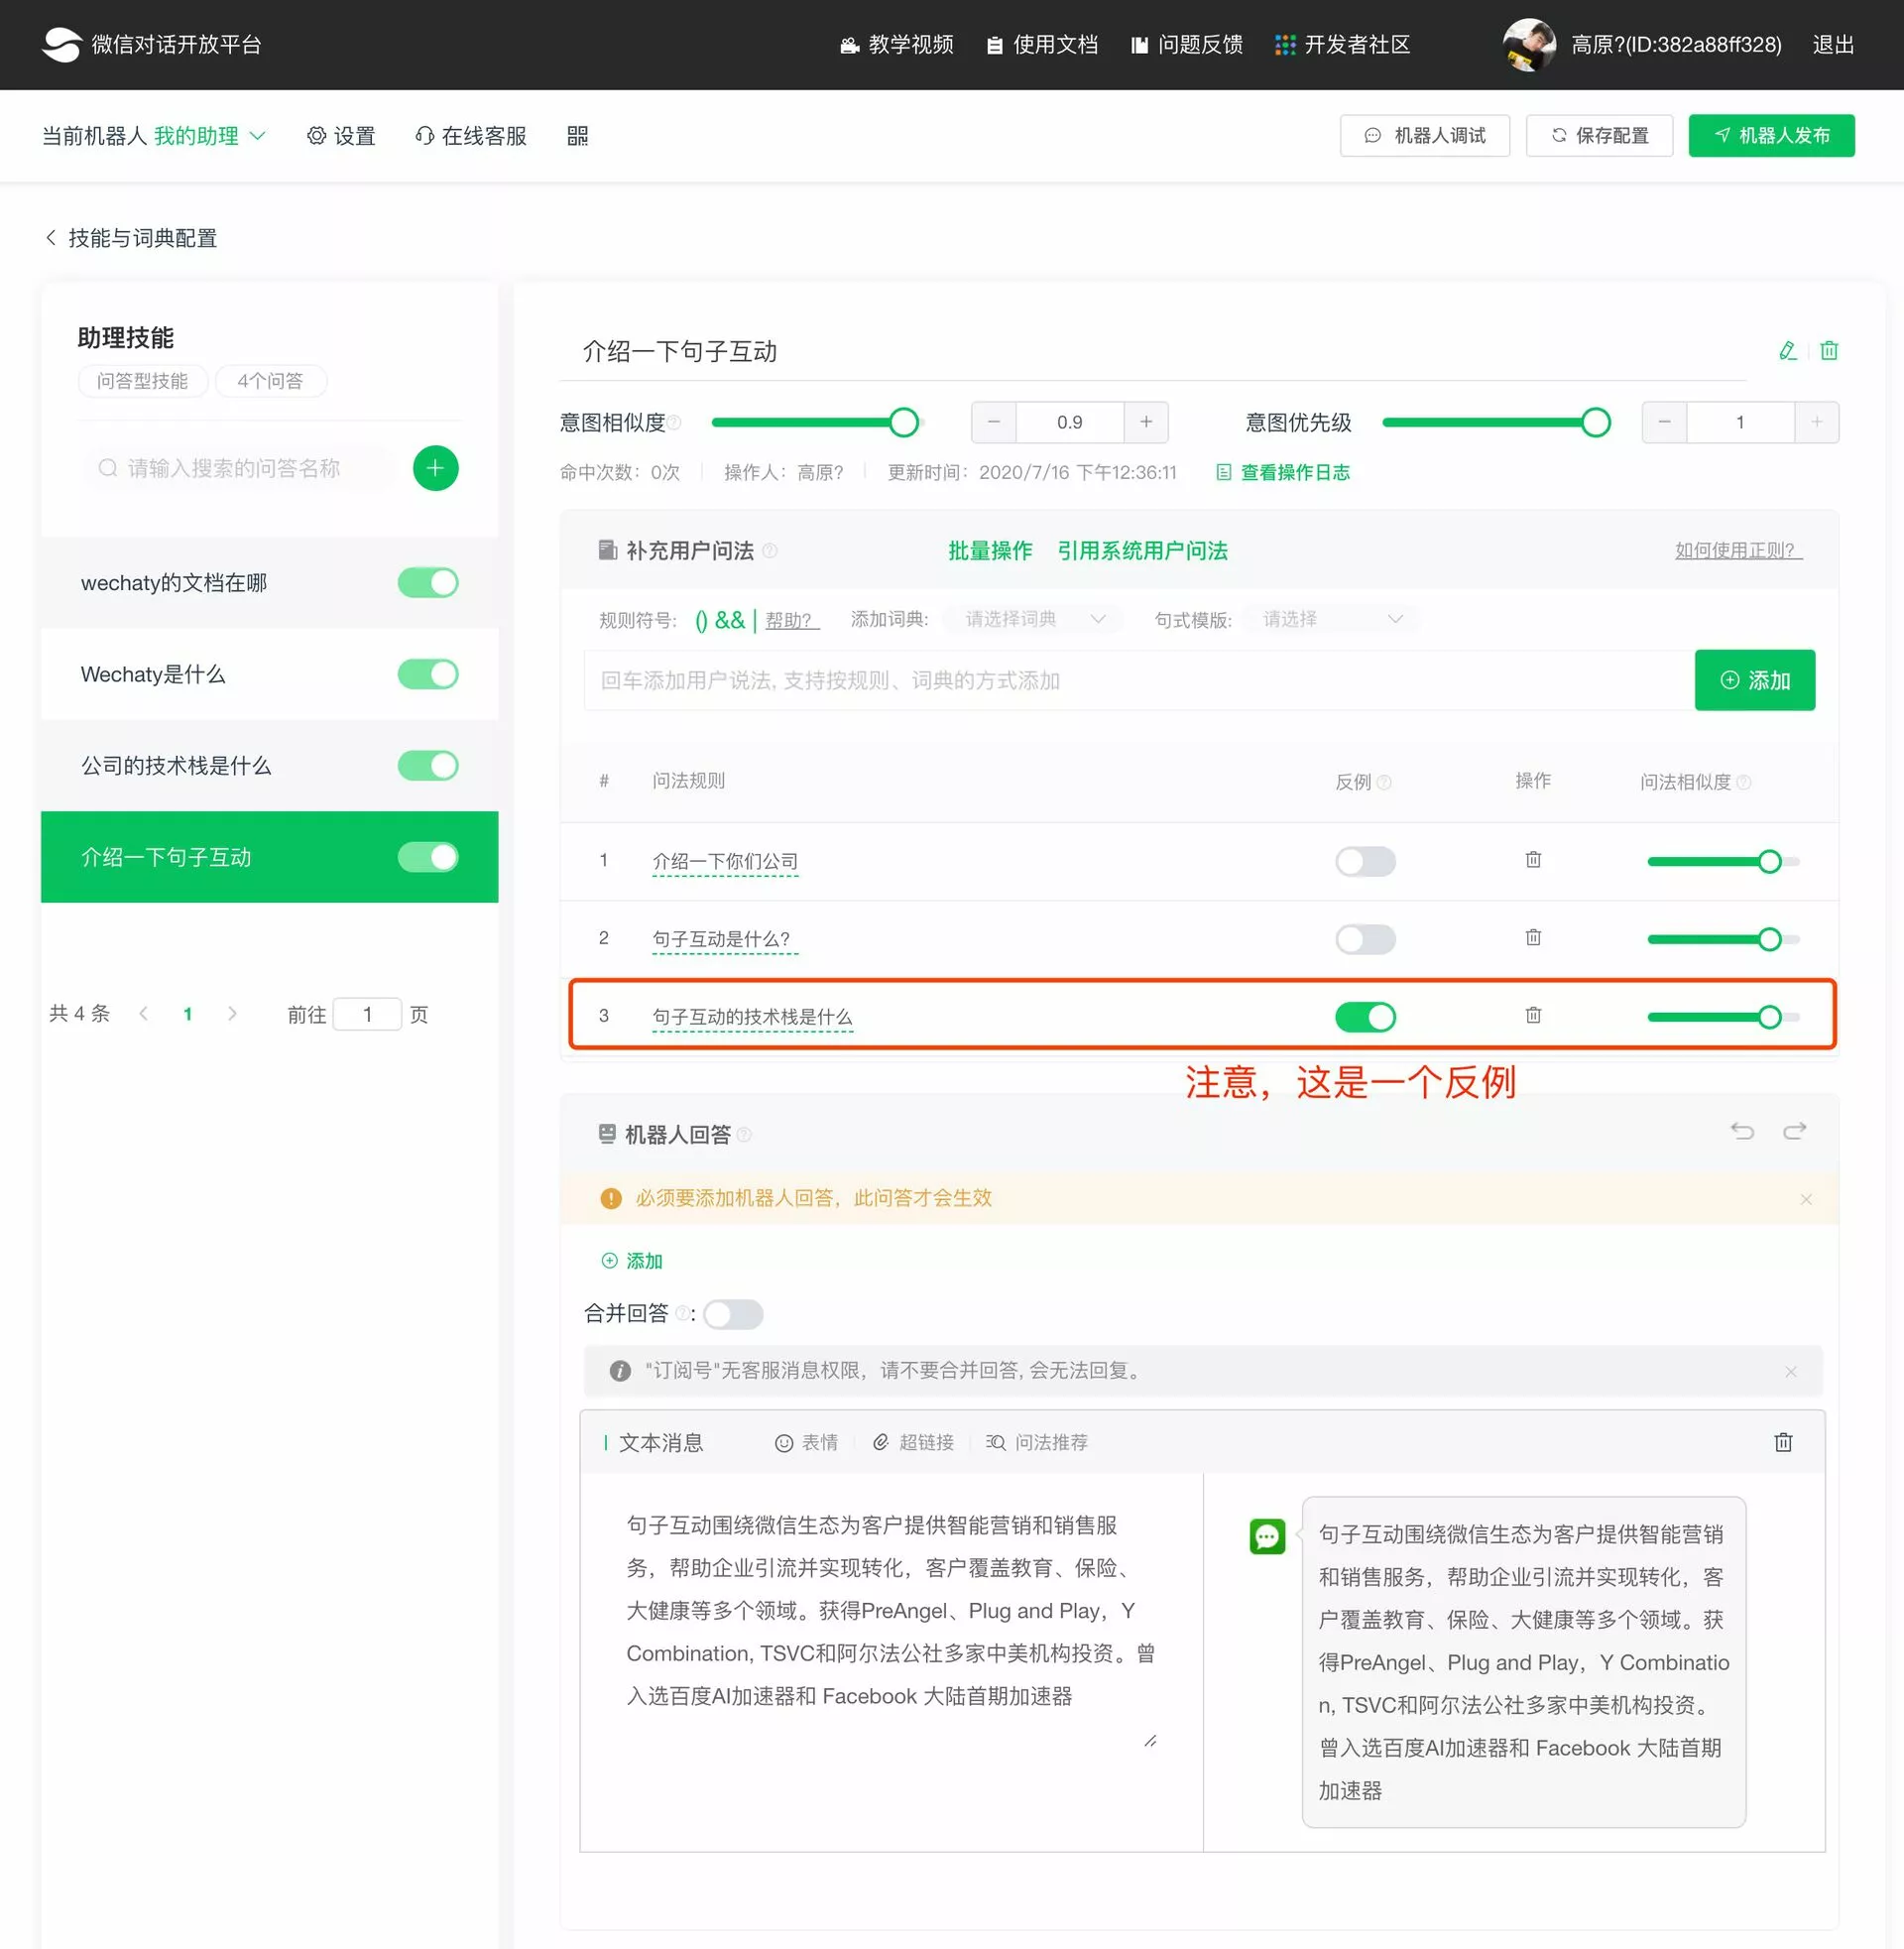 微信对话开放平台
教学视频 使用文档 问题反馈 开发者社区 高原?(ID:382a88ff328) 退出
当前机器人 我的助理 设置 在线客服 机器人调试 保存配置 机器人发布
技能与词典配置
助理技能
问答型技能 4个问答
请输入搜索的问答名称
wechaty的文档在哪
Wechaty是什么
公司的技术栈是什么
介绍一下句子互动
共 4 条 1 前往 1 页
介绍一下句子互动
意图相似度 − 0.9 + 意图优先级 − 1 +
命中次数: 0次 操作人: 高原? 更新时间: 2020/7/16 下午12:36:11 查看操作日志
补充用户问法 批量操作 引用系统用户问法 如何使用正则?
规则符号: () && | 帮助? 添加词典: 请选择词典 句式模版: 请选择
回车添加用户说法, 支持按规则、词典的方式添加 添加
# 问法规则 反例 操作 问法相似度
1 介绍一下你们公司
2 句子互动是什么?
3 句子互动的技术栈是什么
注意，这是一个反例
机器人回答
必须要添加机器人回答，此问答才会生效
添加
合并回答 :
"订阅号"无客服消息权限，请不要合并回答, 会无法回复。
文本消息 表情 超链接 问法推荐
句子互动围绕微信生态为客户提供智能营销和销售服
务，帮助企业引流并实现转化，客户覆盖教育、保险、
大健康等多个领域。获得PreAngel、Plug and Play，Y
Combination, TSVC和阿尔法公社多家中美机构投资。曾
入选百度AI加速器和 Facebook 大陆首期加速器
句子互动围绕微信生态为客户提供智能营销
和销售服务，帮助企业引流并实现转化，客
户覆盖教育、保险、大健康等多个领域。获
得PreAngel、Plug and Play，Y Combinatio
n, TSVC和阿尔法公社多家中美机构投资。
曾入选百度AI加速器和 Facebook 大陆首期
加速器